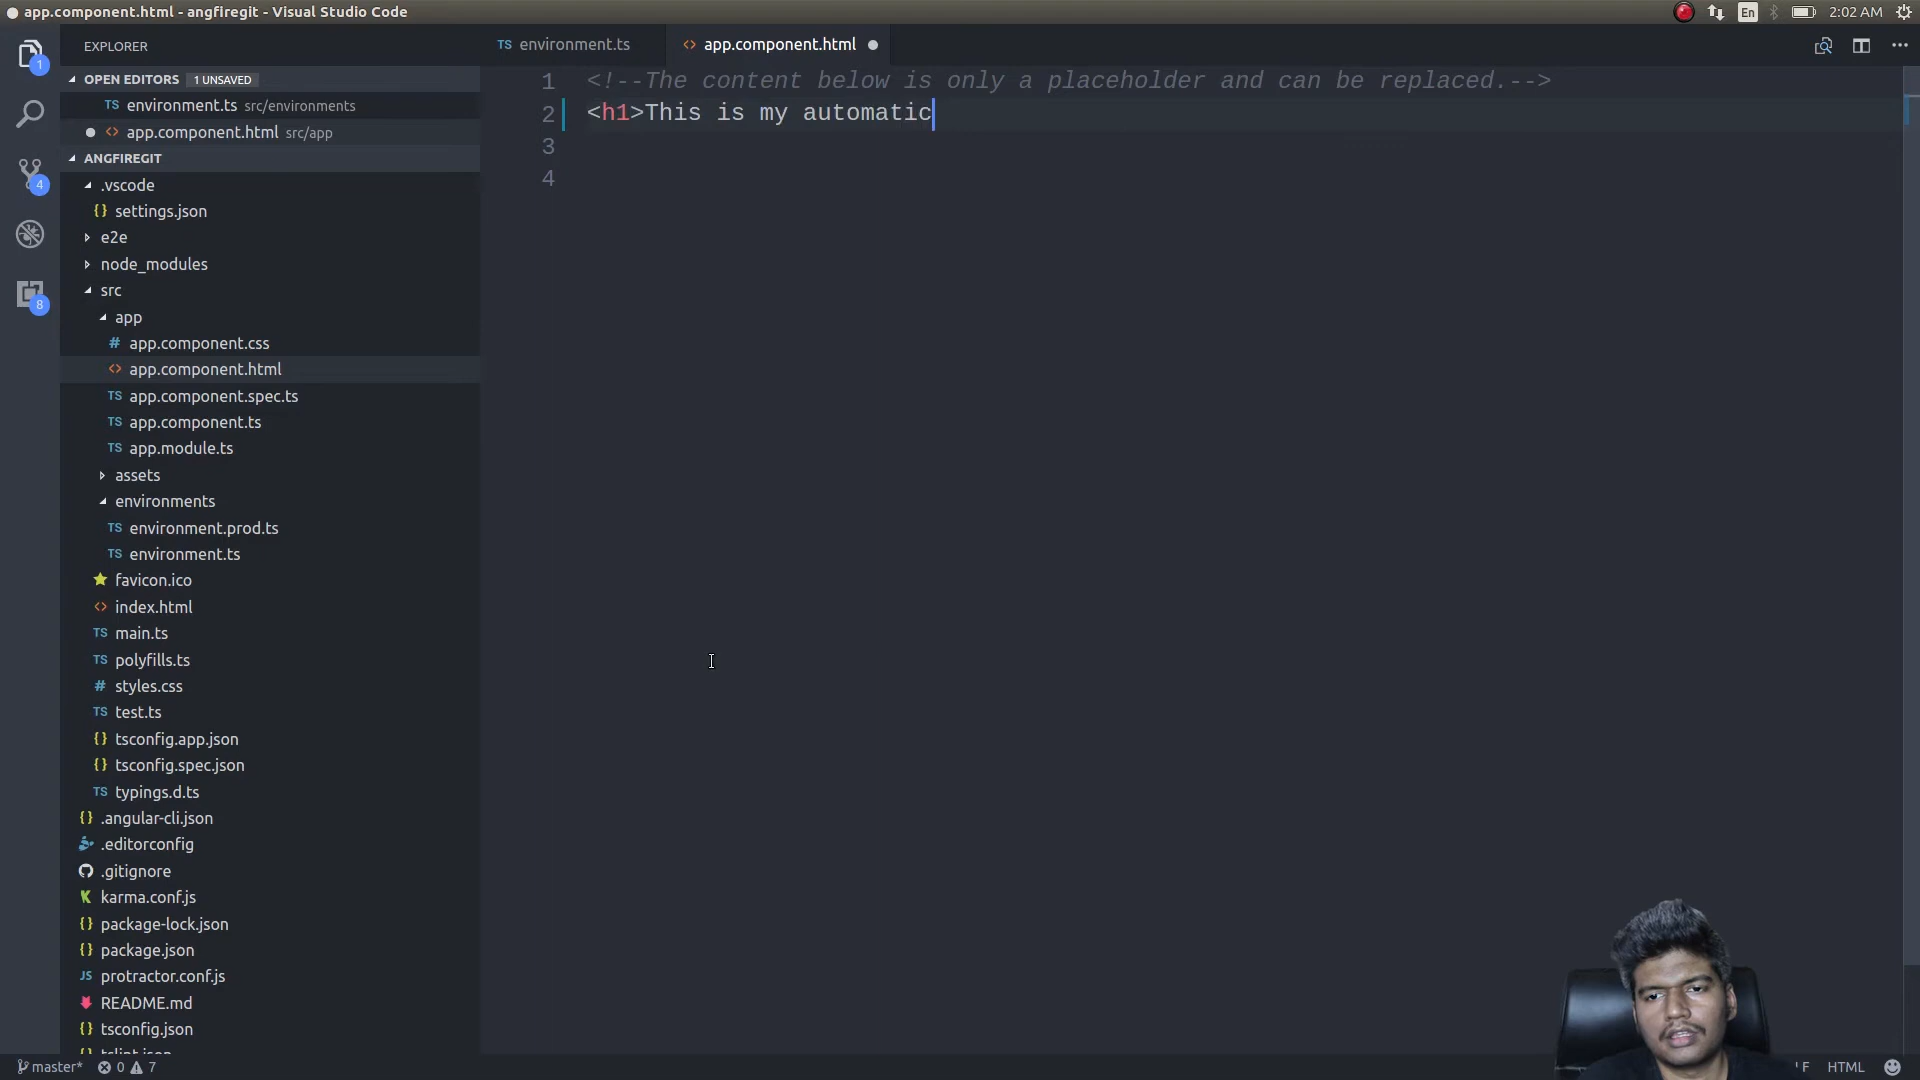 app.component.html - angfiregit - Visual Studio Code
En
2:02 AM
EXPLORER
TS environment.ts
<> app.component.html
OPEN EDITORS 1 UNSAVED
TS environment.ts src/environments
<> app.component.html src/app
ANGFIREGIT
.vscode
{} settings.json
e2e
node_modules
src
app
# app.component.css
<> app.component.html
TS app.component.spec.ts
TS app.component.ts
TS app.module.ts
assets
environments
TS environment.prod.ts
TS environment.ts
favicon.ico
<> index.html
TS main.ts
TS polyfills.ts
# styles.css
TS test.ts
{} tsconfig.app.json
{} tsconfig.spec.json
TS typings.d.ts
{} .angular-cli.json
.editorconfig
.gitignore
K karma.conf.js
{} package-lock.json
{} package.json
JS protractor.conf.js
README.md
{} tsconfig.json
{} tslint.json
1
4
8
1 <!--The content below is only a placeholder and can be replaced.-->
2 <h1>This is my automatic
3
4
master* 0 7
F HTML